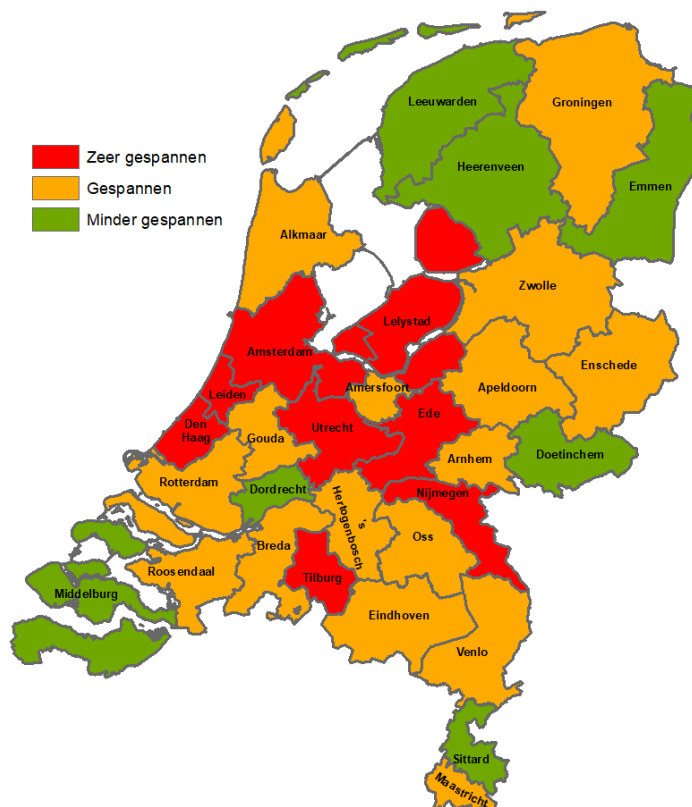 Zeer gespannen
Gespannen
Minder gespannen
Leeuwarden
Groningen
Heerenveen
Emmen
Alkmaar
Zwolle
Lelystad
Amsterdam
Enschede
Amersfoort
Apeldoorn
Leiden
Den
Haag
Gouda
Utrecht
Ede
Arnhem
Doetinchem
Rotterdam
Dordrecht
Nijmegen
's
Hertogenbosch
Oss
Breda
Roosendaal
Tilburg
Middelburg
Eindhoven
Venlo
Sittard
Maastricht